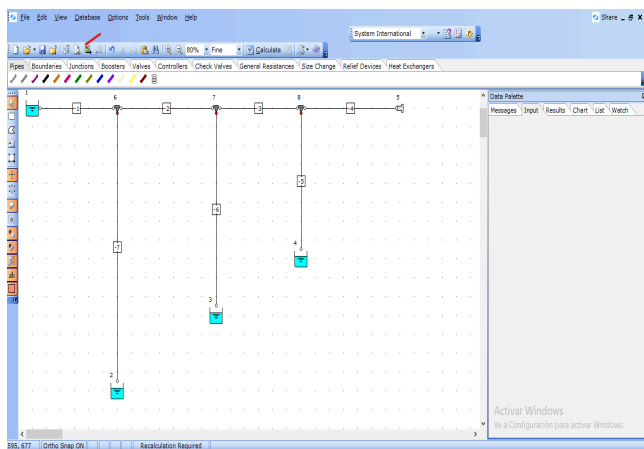 File Edit View Database Options Tools Window Help
Share
System International
80% Fine Calculate
Pipes Boundaries Junctions Boosters Valves Controllers Check Valves General Resistances Size Change Relief Devices Heat Exchangers
Data Palette
Messages Input Results Chart List Watch
1 6 7 8 5
-1 -2 -3 -4
-5
-6
4
-7
3
2
a
ab
Activar Windows
Ve a Configuración para activar Windows.
595, 677 Ortho Snap ON Recalculation Required